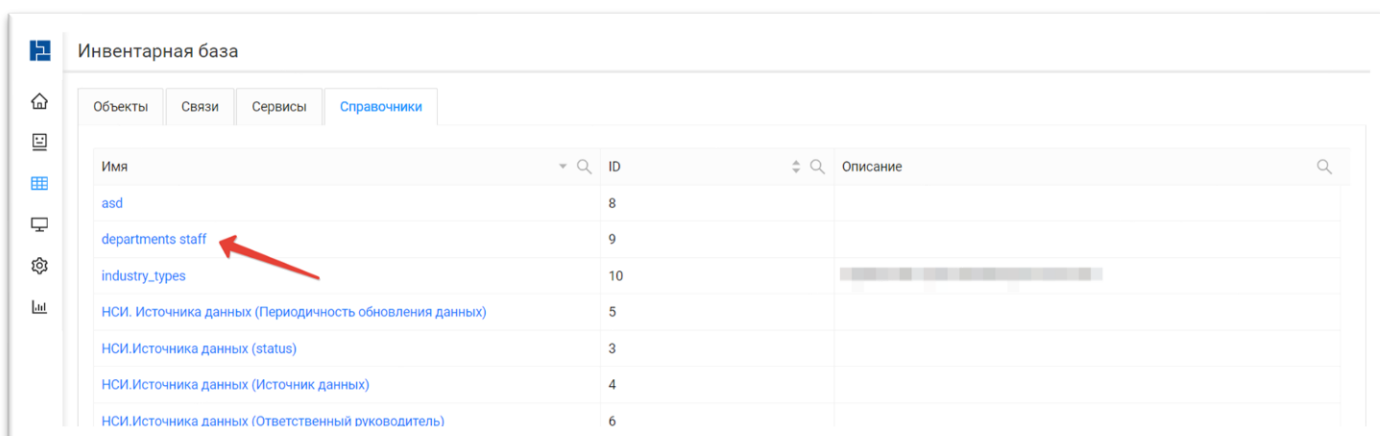 Инвентарная база
Объекты Связи Сервисы Справочники
Имя ID Описание
asd 8
departments staff 9
industry_types 10
НСИ. Источника данных (Периодичность обновления данных) 5
НСИ.Источника данных (status) 3
НСИ.Источника данных (Источник данных) 4
НСИ.Источника данных (Ответственный руководитель) 6